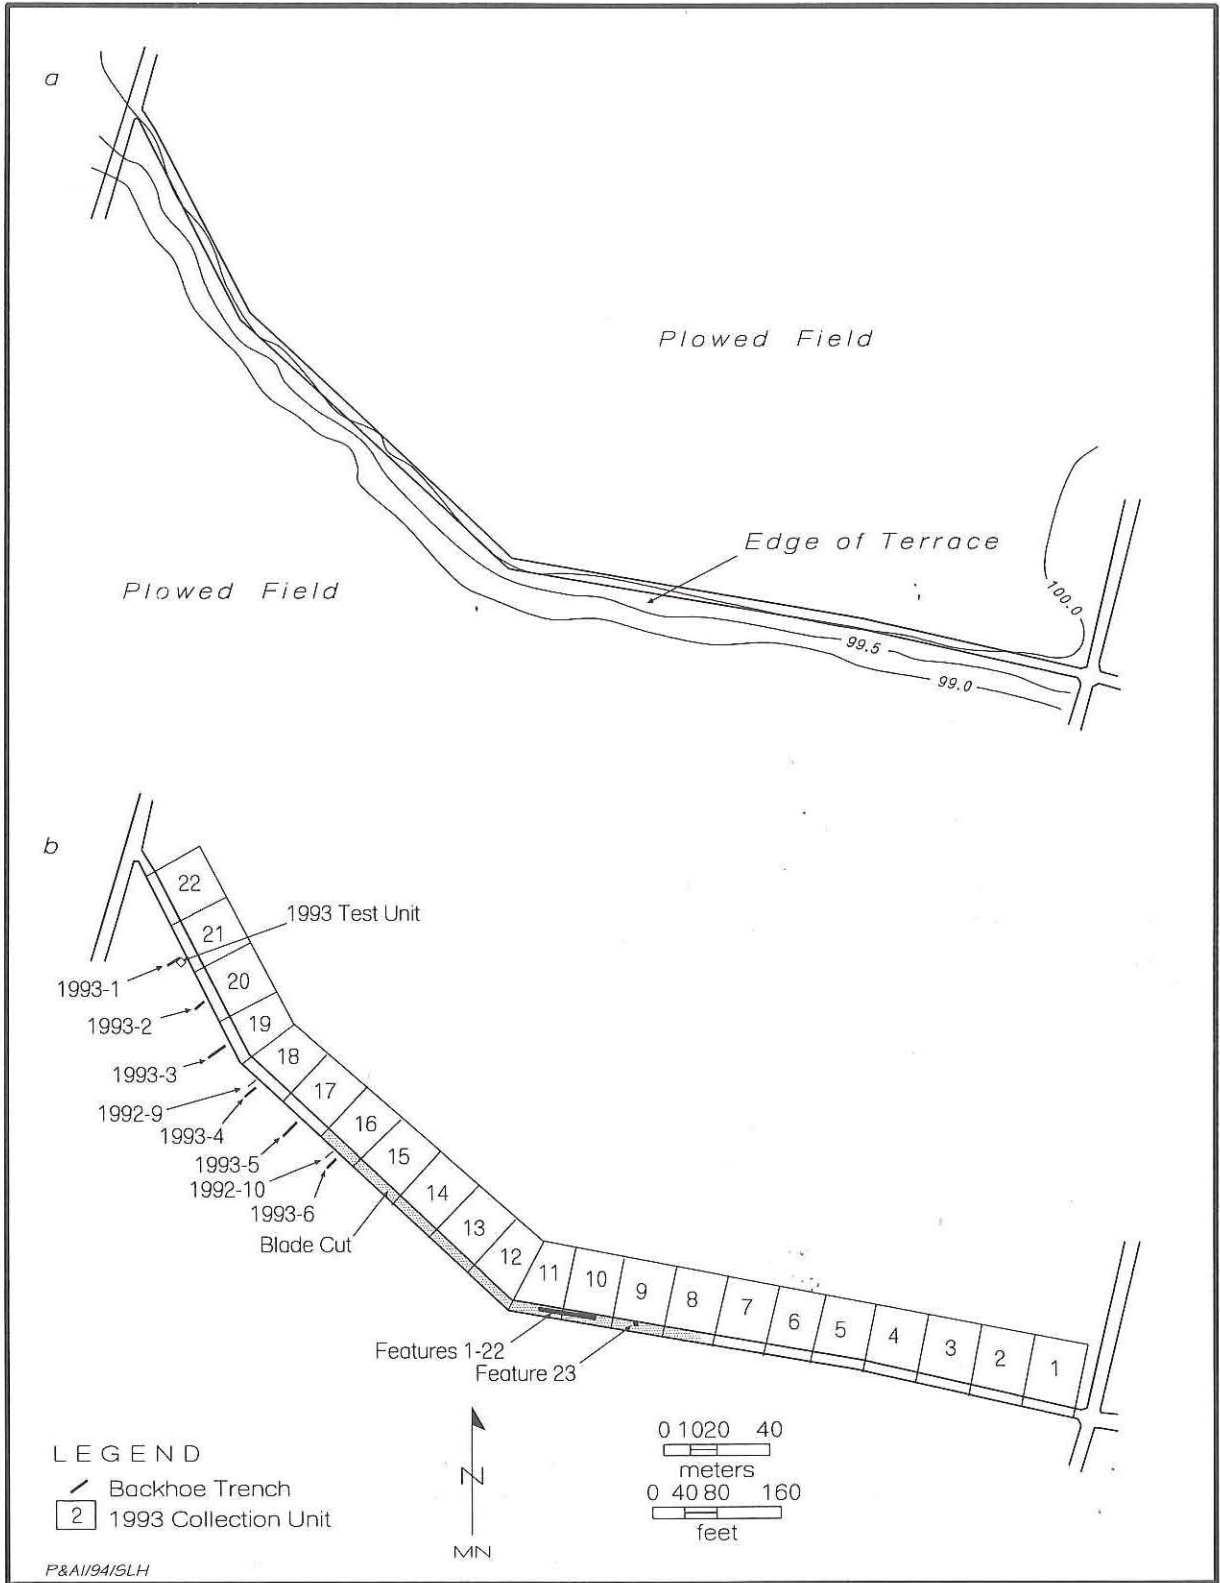 a
Plowed Field
Edge of Terrace
Plowed Field
100.0
99.5
99.0
b
22
1993 Test Unit
21
1993-1
20
1993-2
19
18
1993-3
17
1992-9
16
1993-4
15
1993-5
1992-10
14
1993-6
13
Blade Cut
12
11
10
9
8
7
6
5
4
3
2
1
Features 1-22
Feature 23
LEGEND
Backhoe Trench
2 1993 Collection Unit
N
MN
0 10 20 40
meters
0 40 80 160
feet
P&AI/94/SLH